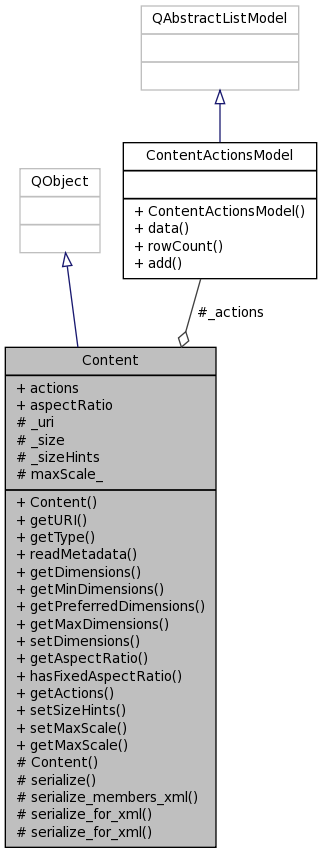 QAbstractListModel
ContentActionsModel
+ ContentActionsModel()
+ data()
+ rowCount()
+ add()
QObject
#_actions
Content
+ actions
+ aspectRatio
# _uri
# _size
# _sizeHints
# maxScale_
+ Content()
+ getURI()
+ getType()
+ readMetadata()
+ getDimensions()
+ getMinDimensions()
+ getPreferredDimensions()
+ getMaxDimensions()
+ setDimensions()
+ getAspectRatio()
+ hasFixedAspectRatio()
+ getActions()
+ setSizeHints()
+ setMaxScale()
+ getMaxScale()
# Content()
# serialize()
# serialize_members_xml()
# serialize_for_xml()
# serialize_for_xml()